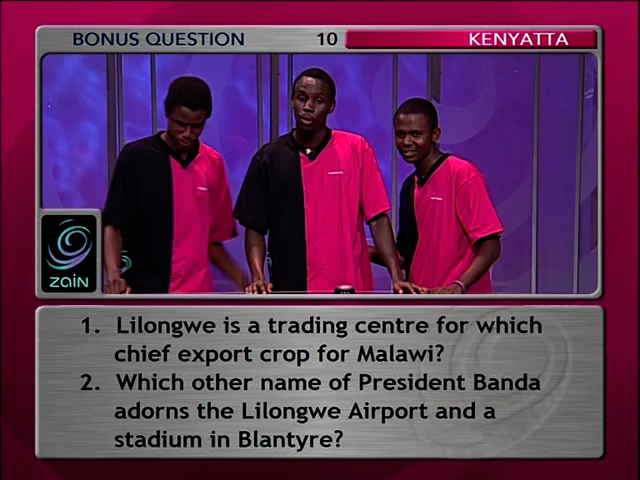 BONUS QUESTION 10 KENYATTA
zain
1. Lilongwe is a trading centre for which
chief export crop for Malawi?
2. Which other name of President Banda
adorns the Lilongwe Airport and a
stadium in Blantyre?